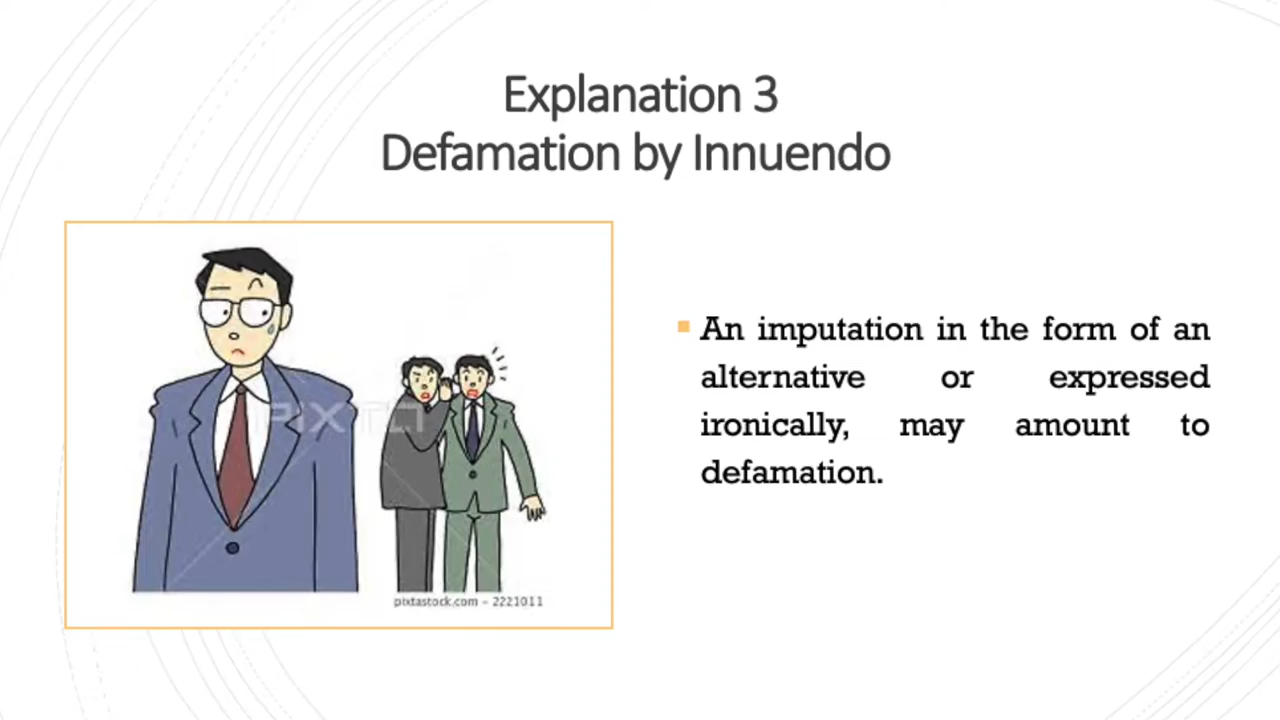 Explanation 3
Defamation by Innuendo
An imputation in the form of an
alternative or expressed
ironically, may amount to
defamation.
pixtastock.com - 2221011